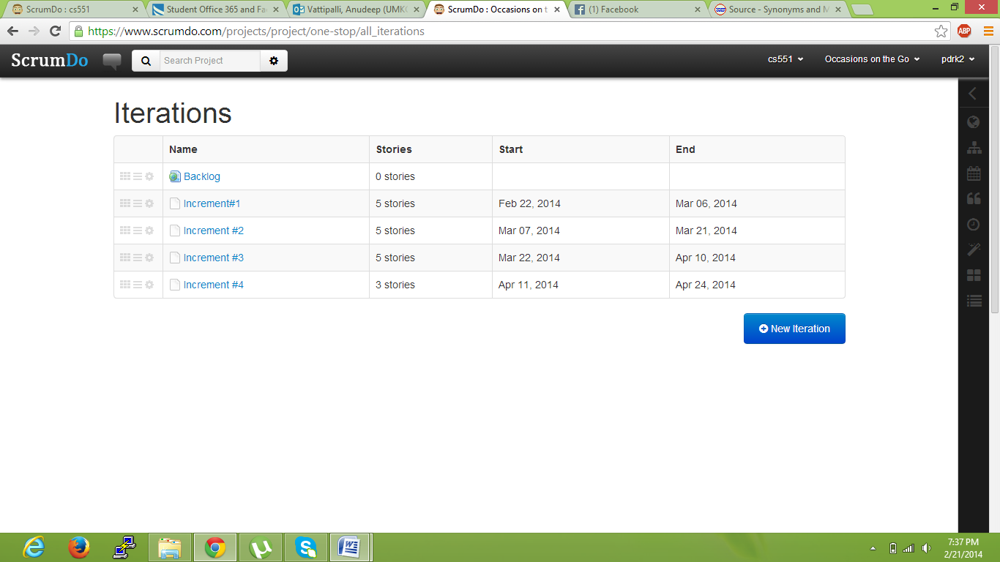 ScrumDo : cs551
Student Office 365 and Fa
Vattipalli, Anudeep (UMK
ScrumDo : Occasions on t
(1) Facebook
Source - Synonyms and M
https://www.scrumdo.com/projects/project/one-stop/all_iterations
ABP
ScrumDo
Search Project
cs551
Occasions on the Go
pdrk2
Iterations
Name Stories Start End
Backlog 0 stories
Increment#1 5 stories Feb 22, 2014 Mar 06, 2014
Increment #2 5 stories Mar 07, 2014 Mar 21, 2014
Increment #3 5 stories Mar 22, 2014 Apr 10, 2014
Increment #4 3 stories Apr 11, 2014 Apr 24, 2014
New Iteration
7:37 PM
2/21/2014